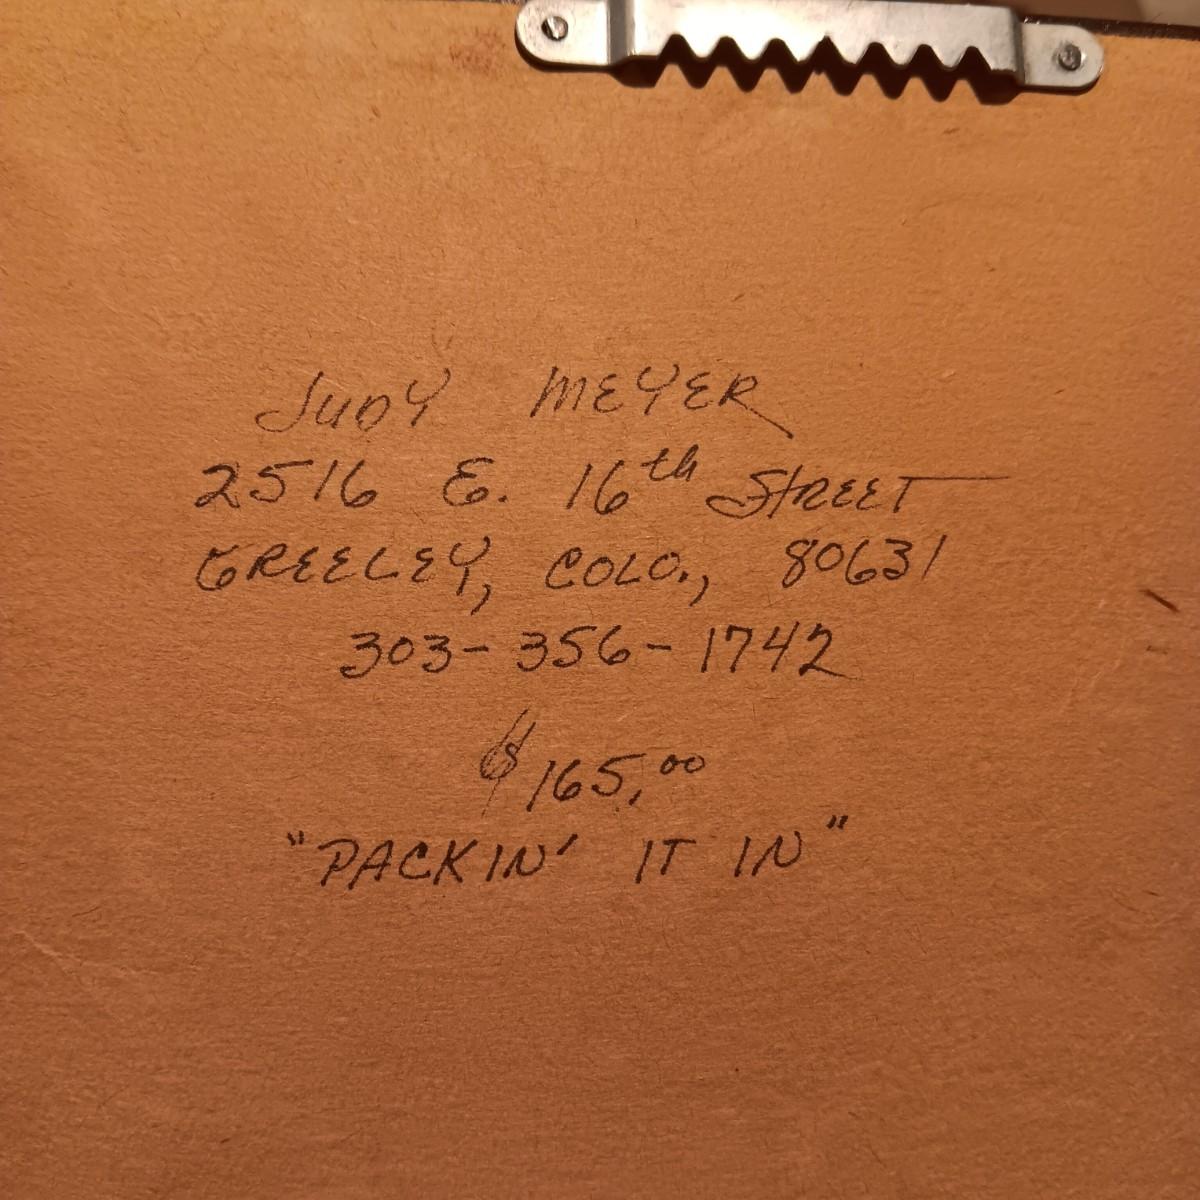 JUDY MEYER
2516 E. 16th STREET
GREELEY, COLO., 80631
303-356-1742
$165.00
"PACKIN' IT IN"